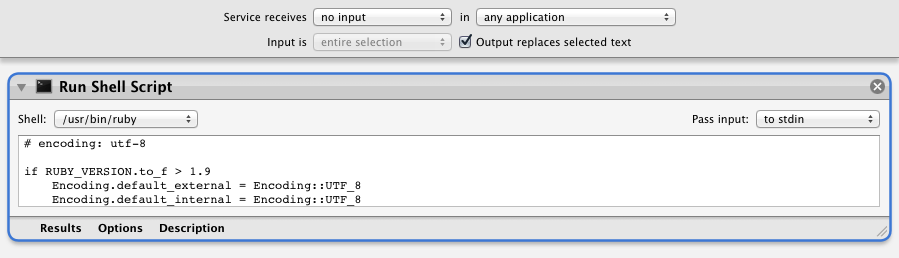 Service receives no input in any application
Input is entire selection Output replaces selected text
Run Shell Script
Shell: /usr/bin/ruby Pass input: to stdin
# encoding: utf-8
if RUBY_VERSION.to_f > 1.9
    Encoding.default_external = Encoding::UTF_8
    Encoding.default_internal = Encoding::UTF_8
Results Options Description